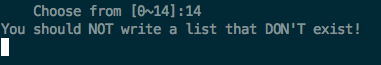 Choose from [0~14]:14
You should NOT write a list that DON'T exist!